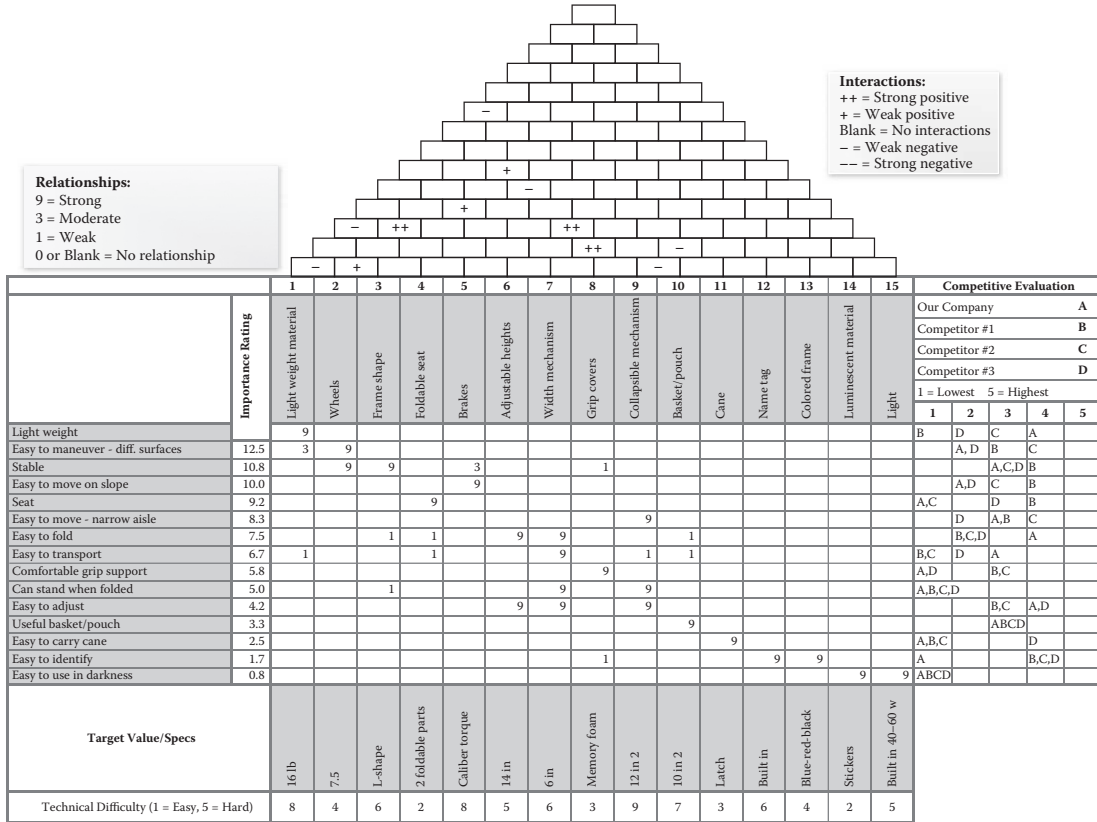 Interactions:
++ = Strong positive
+ = Weak positive
Blank = No interactions
− = Weak negative
−− = Strong negative
Relationships:
9 = Strong
3 = Moderate
1 = Weak
0 or Blank = No relationship
−
+
−
+
− ++ ++
++ −
− + −
1 2 3 4 5 6 7 8 9 10 11 12 13 14 15 Competitive Evaluation
Importance Rating
Light weight material
Wheels
Frame shape
Foldable seat
Brakes
Adjustable heights
Width mechanism
Grip covers
Collapsible mechanism
Basket/pouch
Cane
Name tag
Colored frame
Luminescent material
Light
Our Company A
Competitor #1 B
Competitor #2 C
Competitor #3 D
1 = Lowest 5 = Highest
1 2 3 4 5
Light weight 9 B D C A
Easy to maneuver - diff. surfaces 12.5 3 9 A, D B C
Stable 10.8 9 9 3 1 A,C,D B
Easy to move on slope 10.0 9 A,D C B
Seat 9.2 9 A,C D B
Easy to move - narrow aisle 8.3 9 D A,B C
Easy to fold 7.5 1 1 9 9 1 B,C,D A
Easy to transport 6.7 1 1 9 1 1 B,C D A
Comfortable grip support 5.8 9 A,D B,C
Can stand when folded 5.0 1 9 9 A,B,C,D
Easy to adjust 4.2 9 9 9 B,C A,D
Useful basket/pouch 3.3 9 ABCD
Easy to carry cane 2.5 9 A,B,C D
Easy to identify 1.7 1 9 9 A B,C,D
Easy to use in darkness 0.8 9 9 ABCD
Target Value/Specs
16 lb
7.5
L-shape
2 foldable parts
Caliber torque
14 in
6 in
Memory foam
12 in 2
10 in 2
Latch
Built in
Blue-red-black
Stickers
Built in 40–60 w
Technical Difficulty (1 = Easy, 5 = Hard) 8 4 6 2 8 5 6 3 9 7 3 6 4 2 5